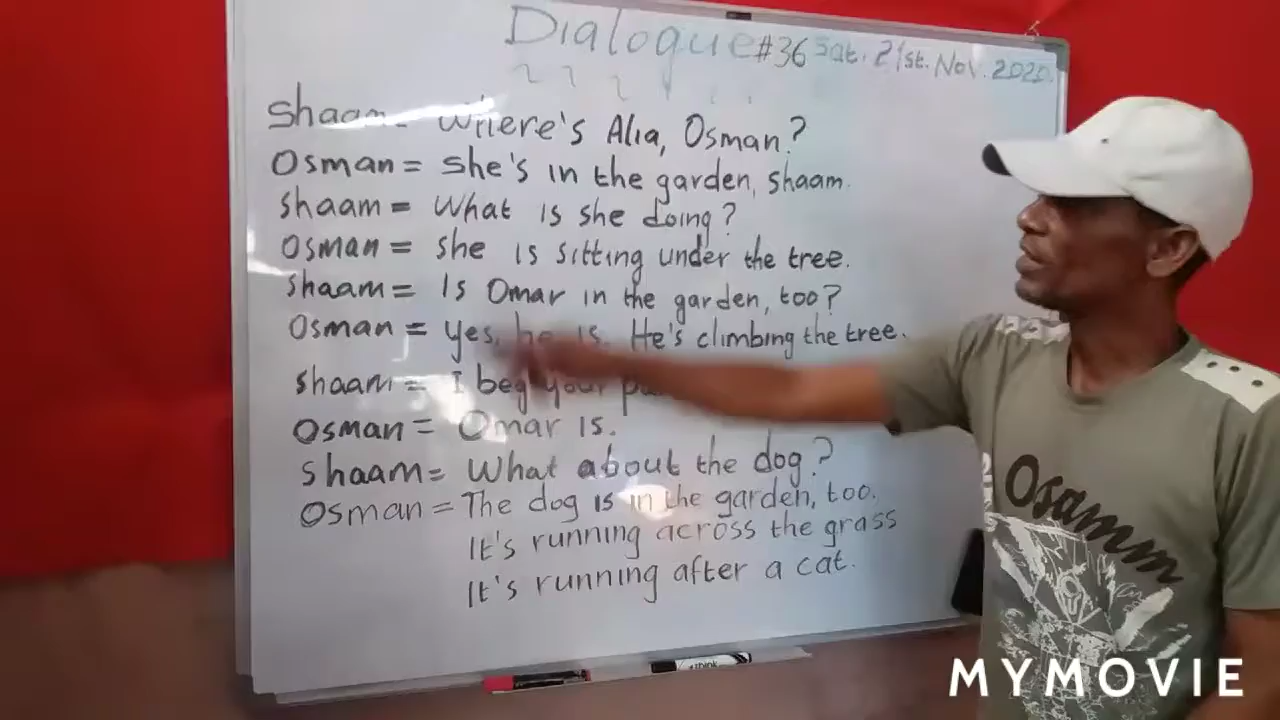 Dialogue #36 Sat. 21st. Nov. 2020.
Shaam = Where's Alia, Osman?
Osman = She's in the garden, Shaam.
Shaam = What is she doing?
Osman = She is sitting under the tree.
Shaam = Is Omar in the garden, too?
Osman = yes, he is. He's climbing the tree.
Shaam = I beg your
Osman = Omar is.
Shaam = What about the dog?
Osman = The dog is in the garden, too.
It's running across the grass
It's running after a cat.
Osamm
think
MYMOVIE